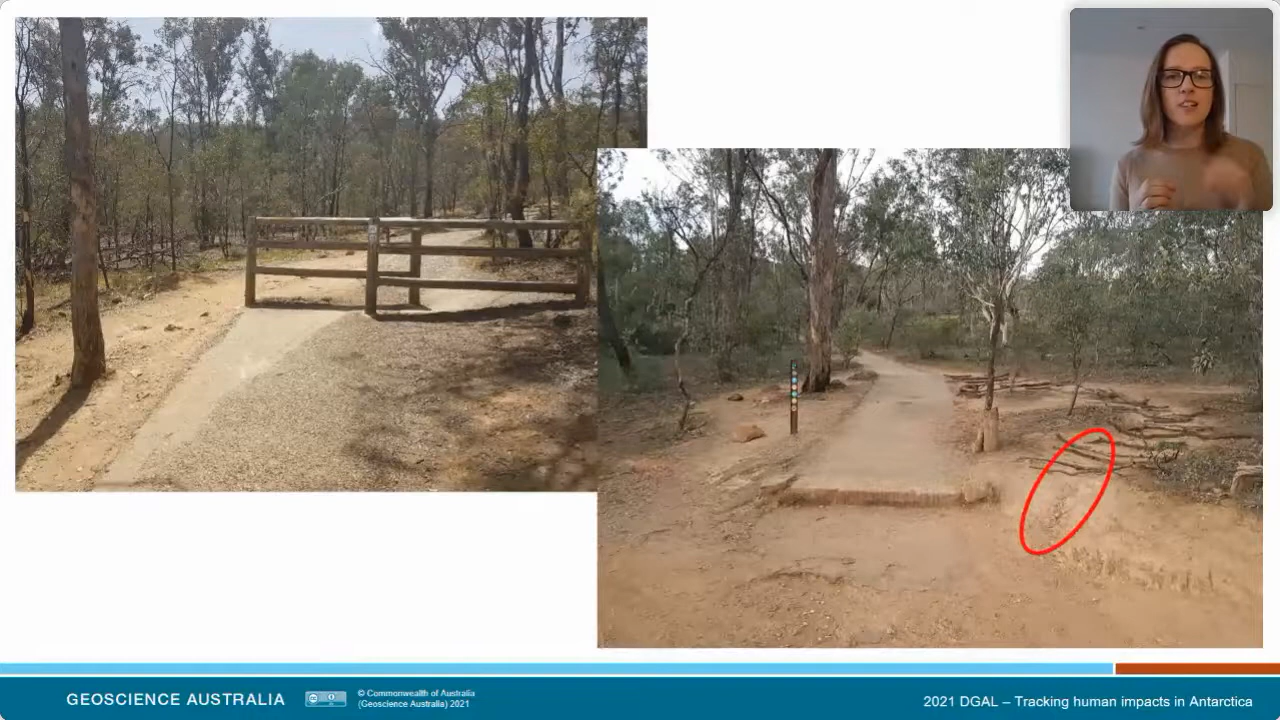 GEOSCIENCE AUSTRALIA
© Commonwealth of Australia
(Geoscience Australia) 2021
2021 DGAL – Tracking human impacts in Antarctica